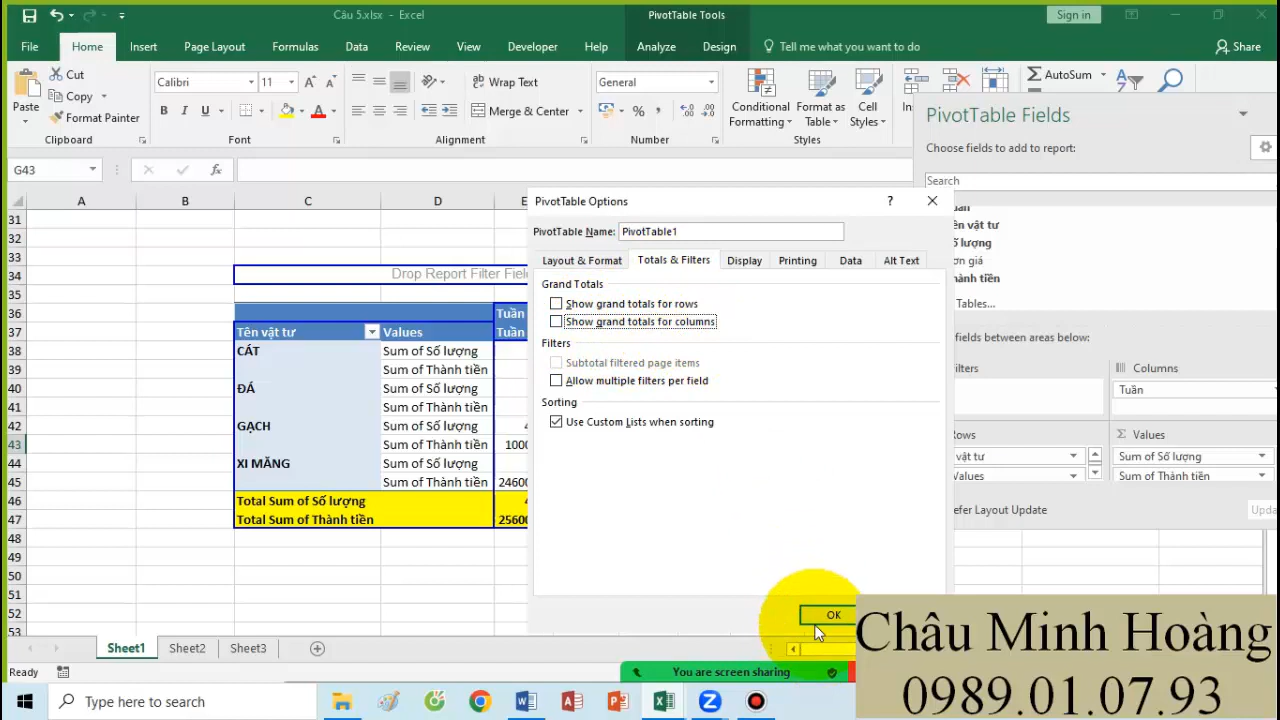 Câu 5.xlsx - Excel
PivotTable Tools
Sign in
File Home Insert Page Layout Formulas Data Review View Developer Help Analyze Design Tell me what you want to do Share
Paste
Cut
Copy
Format Painter
Clipboard
Calibri 11
B I U
Font
Wrap Text
Merge & Center
Alignment
General
Number
Conditional Formatting
Format as Table
Cell Styles
Styles
AutoSum
G43
fx
PivotTable Fields
Choose fields to add to report:
Search
ên vật tư
ố lượng
ơn giá
hành tiền
Tables...
fields between areas below:
Columns
Tuần
Values
Sum of Số lượng
Sum of Thành tiền
vật tư
efer Layout Update
A B C D E
31
32
33
34 Drop Report Filter Fiel
35
36 Tuần
37 Tên vật tư Values Tuần
38 CÁT Sum of Số lượng
39 Sum of Thành tiền
40 ĐÁ Sum of Số lượng
41 Sum of Thành tiền
42 GẠCH Sum of Số lượng 4
43 Sum of Thành tiền 1000
44 XI MĂNG Sum of Số lượng
45 Sum of Thành tiền 24600
46 Total Sum of Số lượng 4
47 Total Sum of Thành tiền 25600
48
49
50
51
52
53
PivotTable Options ?
PivotTable Name: PivotTable1
Layout & Format Totals & Filters Display Printing Data Alt Text
Grand Totals
Show grand totals for rows
Show grand totals for columns
Filters
Subtotal filtered page items
Allow multiple filters per field
Sorting
Use Custom Lists when sorting
OK
Sheet1 Sheet2 Sheet3
Ready
You are screen sharing
Type here to search
Châu Minh Hoàng
0989.01.07.93